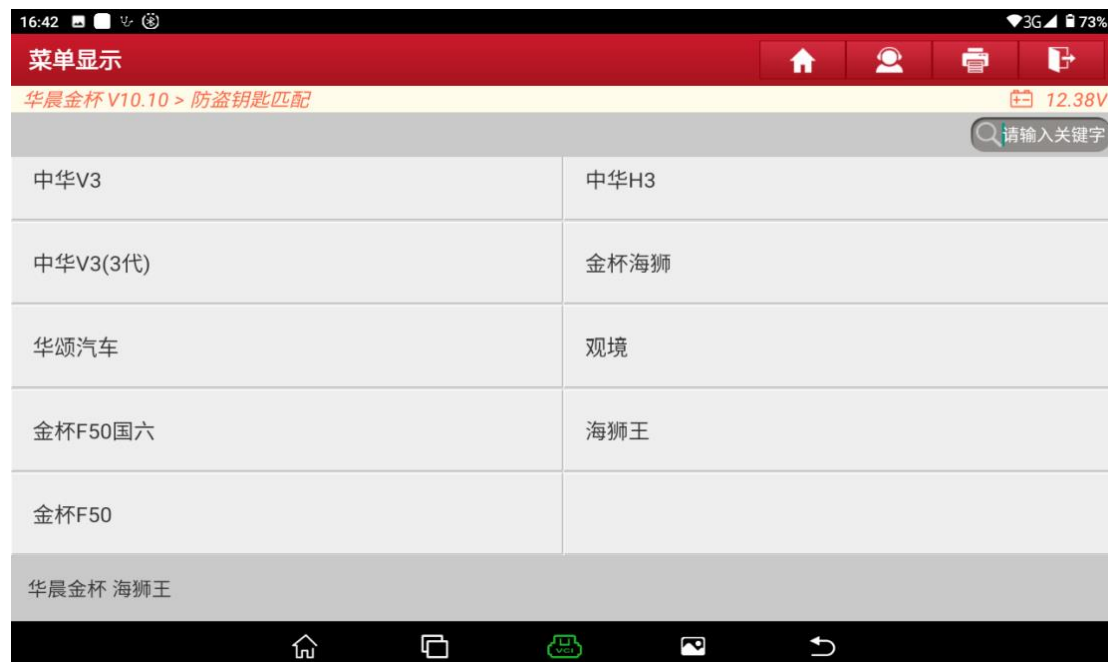 16:42 3G 73%
菜单显示
华晨金杯 V10.10 > 防盗钥匙匹配 12.38V
请输入关键字
中华V3 中华H3
中华V3(3代) 金杯海狮
华颂汽车 观境
金杯F50国六 海狮王
金杯F50
华晨金杯 海狮王
VCI